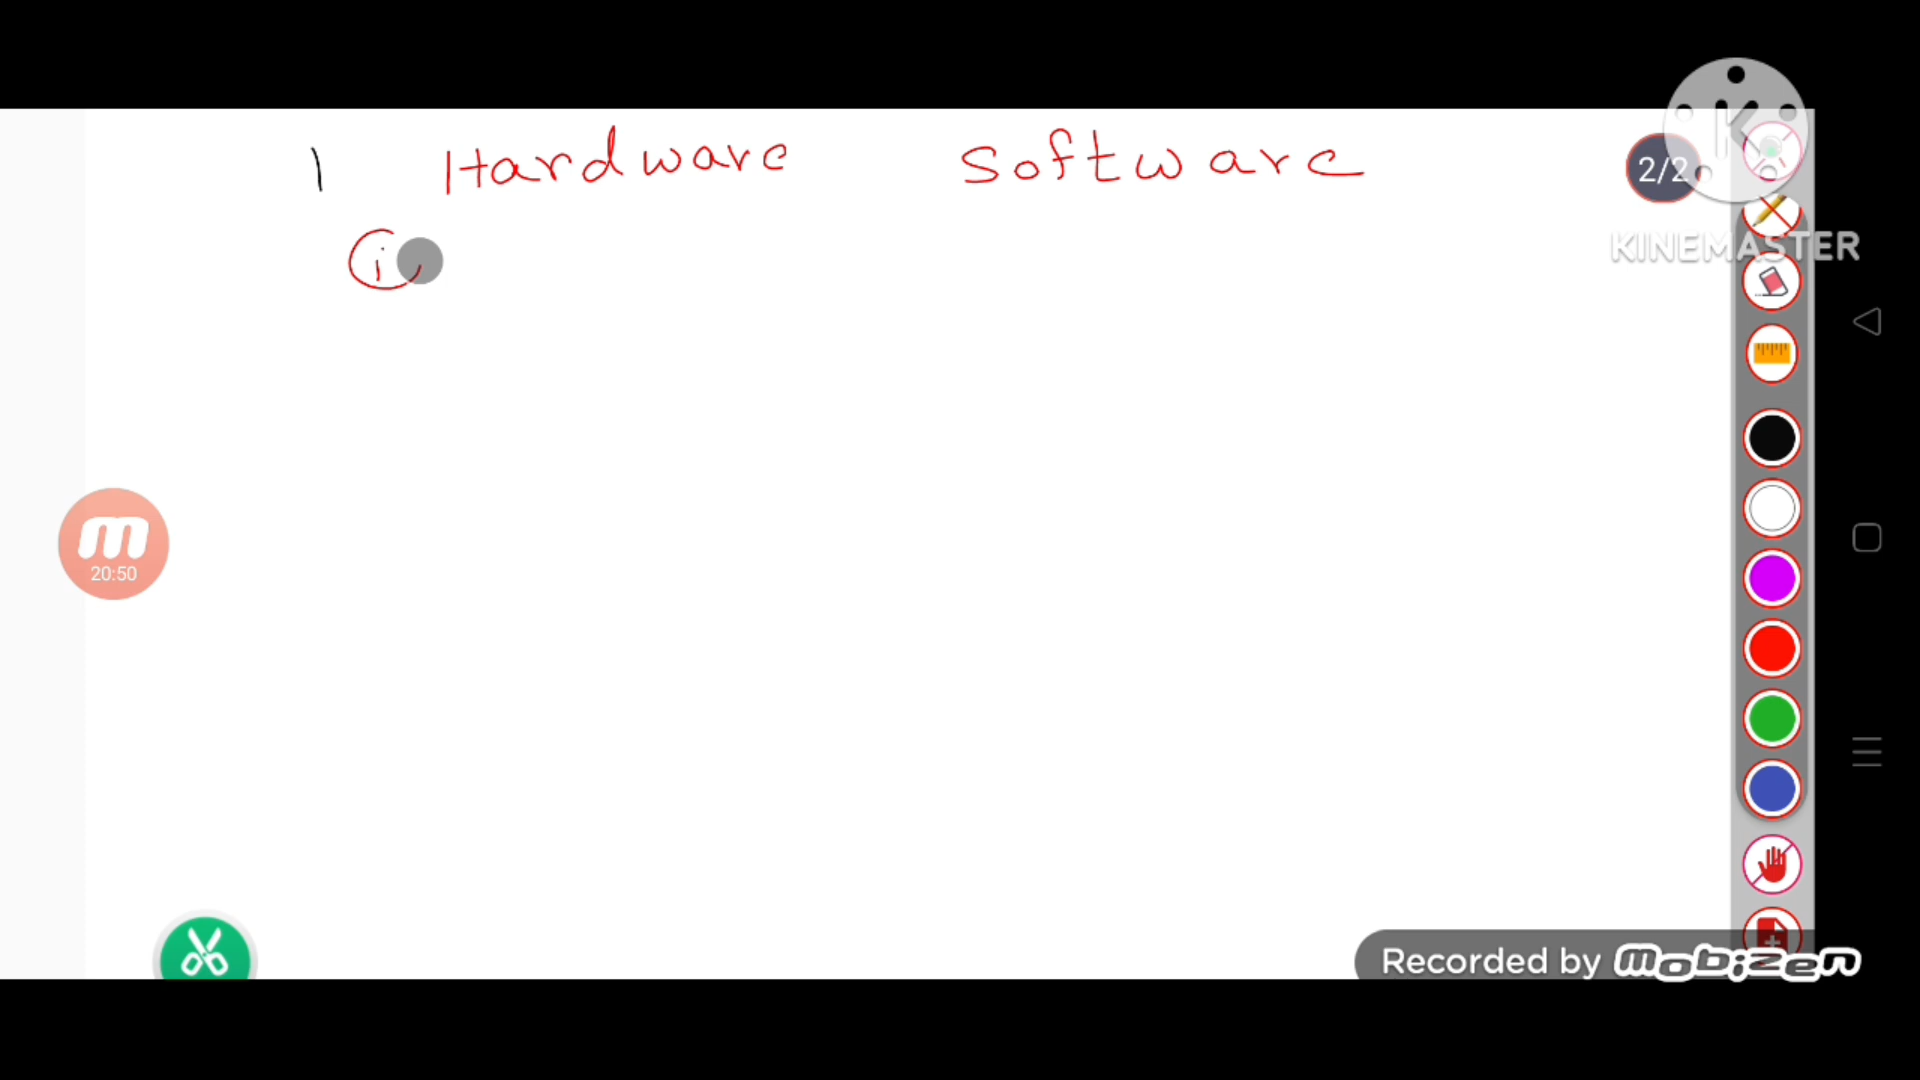 1 Hardware Software
2/2
i
KINEMASTER
20:50
Recorded by Mobizen